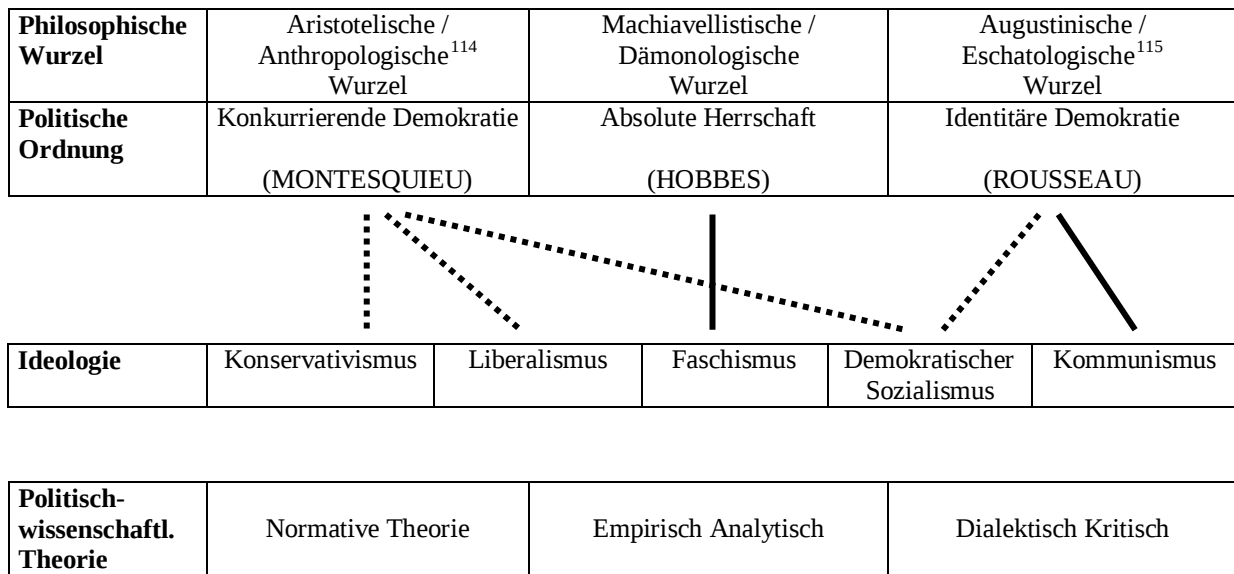 Philosophische Wurzel
Aristotelische /
Anthropologische114
Wurzel
Machiavellistische /
Dämonologische
Wurzel
Augustinische /
Eschatologische115
Wurzel
Politische
Ordnung
Konkurrierende Demokratie
(MONTESQUIEU)
Absolute Herrschaft
(HOBBES)
Identitäre Demokratie
(ROUSSEAU)
Ideologie
Konservativismus
Liberalismus
Faschismus
Demokratischer
Sozialismus
Kommunismus
Politisch-
wissenschaftl.
Theorie
Normative Theorie
Empirisch Analytisch
Dialektisch Kritisch